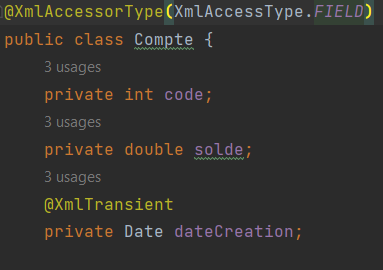 @XmlAccessorType(XmlAccessType.FIELD)
public class Compte {
3 usages
private int code;
3 usages
private double solde;
3 usages
@XmlTransient
private Date dateCreation;